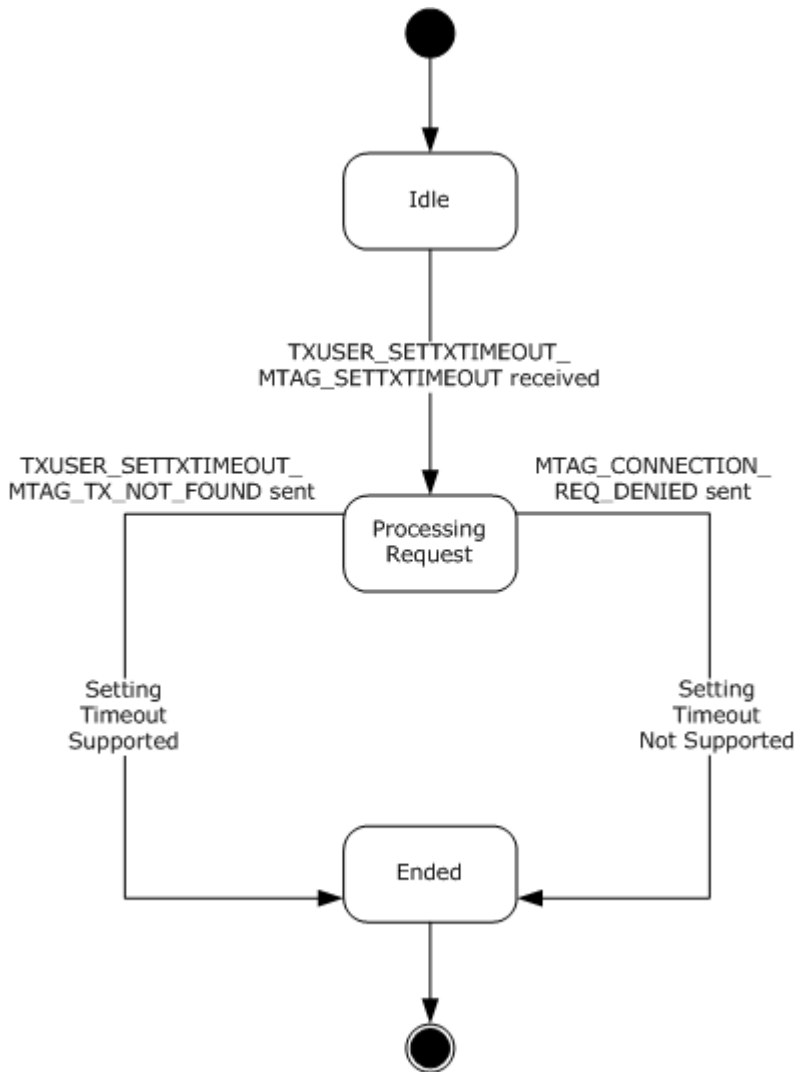 Idle
TXUSER_SETTXTIMEOUT_
MTAG_SETTXTIMEOUT received
TXUSER_SETTXTIMEOUT_
MTAG_TX_NOT_FOUND sent
MTAG_CONNECTION_
REQ_DENIED sent
Processing
Request
Setting
Timeout
Supported
Setting
Timeout
Not Supported
Ended